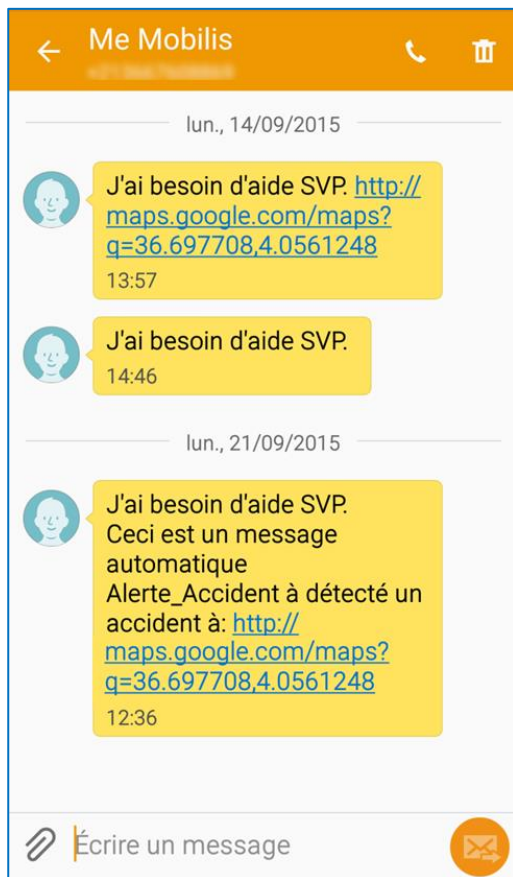 Me Mobilis
lun., 14/09/2015
J'ai besoin d'aide SVP. http://
maps.google.com/maps?
q=36.697708,4.0561248
13:57
J'ai besoin d'aide SVP.
14:46
lun., 21/09/2015
J'ai besoin d'aide SVP.
Ceci est un message
automatique
Alerte_Accident à détecté un
accident à: http://
maps.google.com/maps?
q=36.697708,4.0561248
12:36
Écrire un message